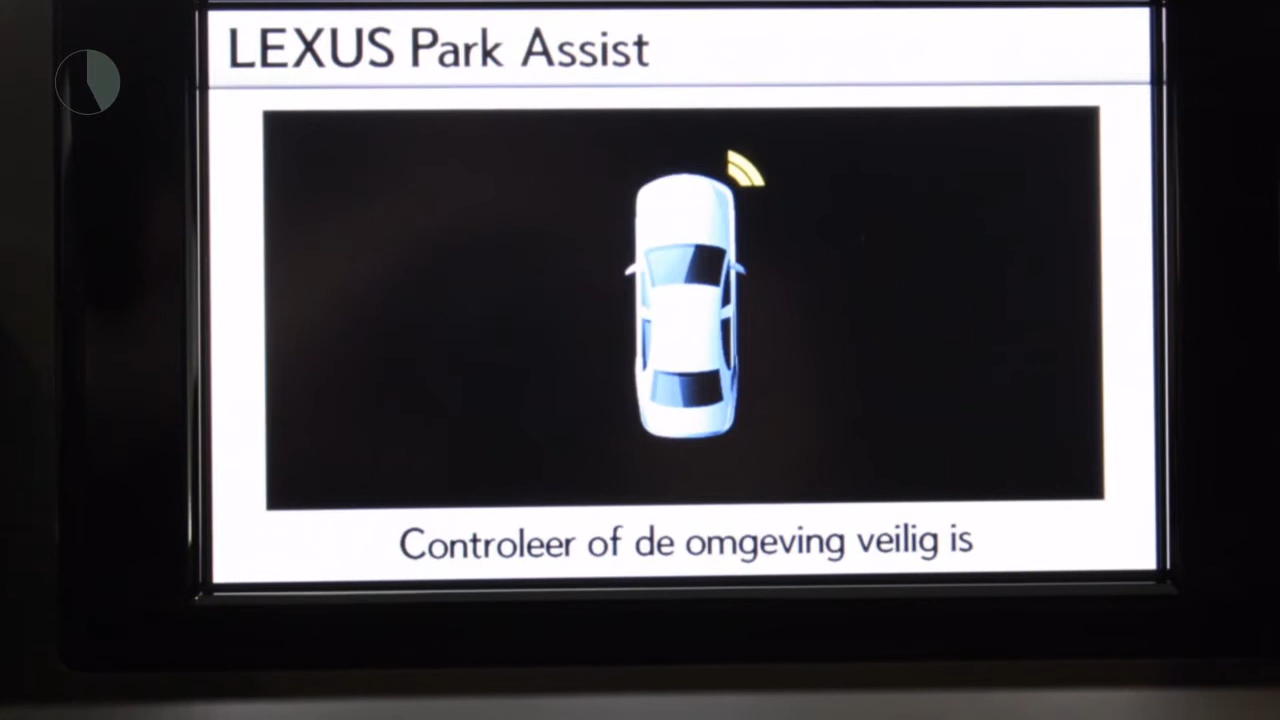 LEXUS Park Assist
Controleer of de omgeving veilig is